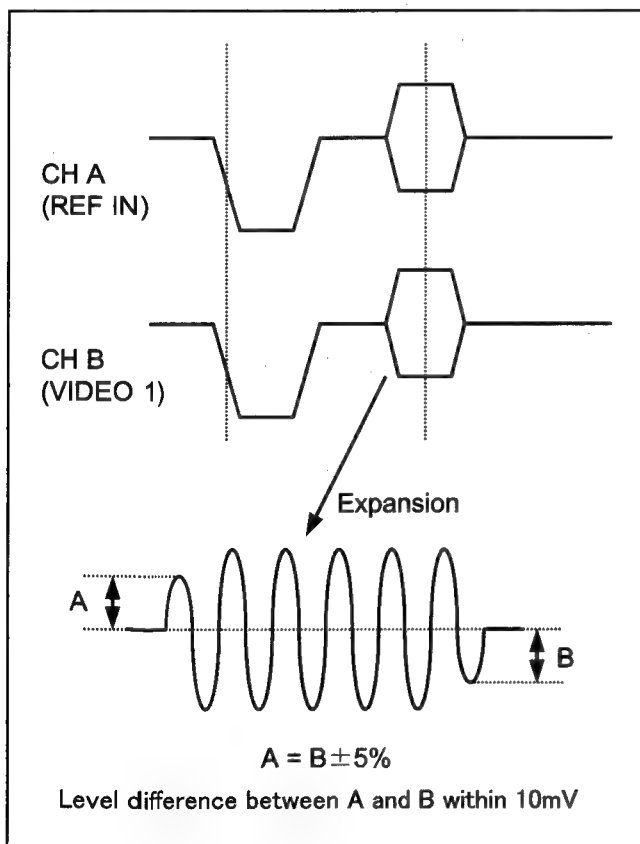 CH A
(REF IN)
CH B
(VIDEO 1)
Expansion
A
B
A = B±5%
Level difference between A and B within 10mV